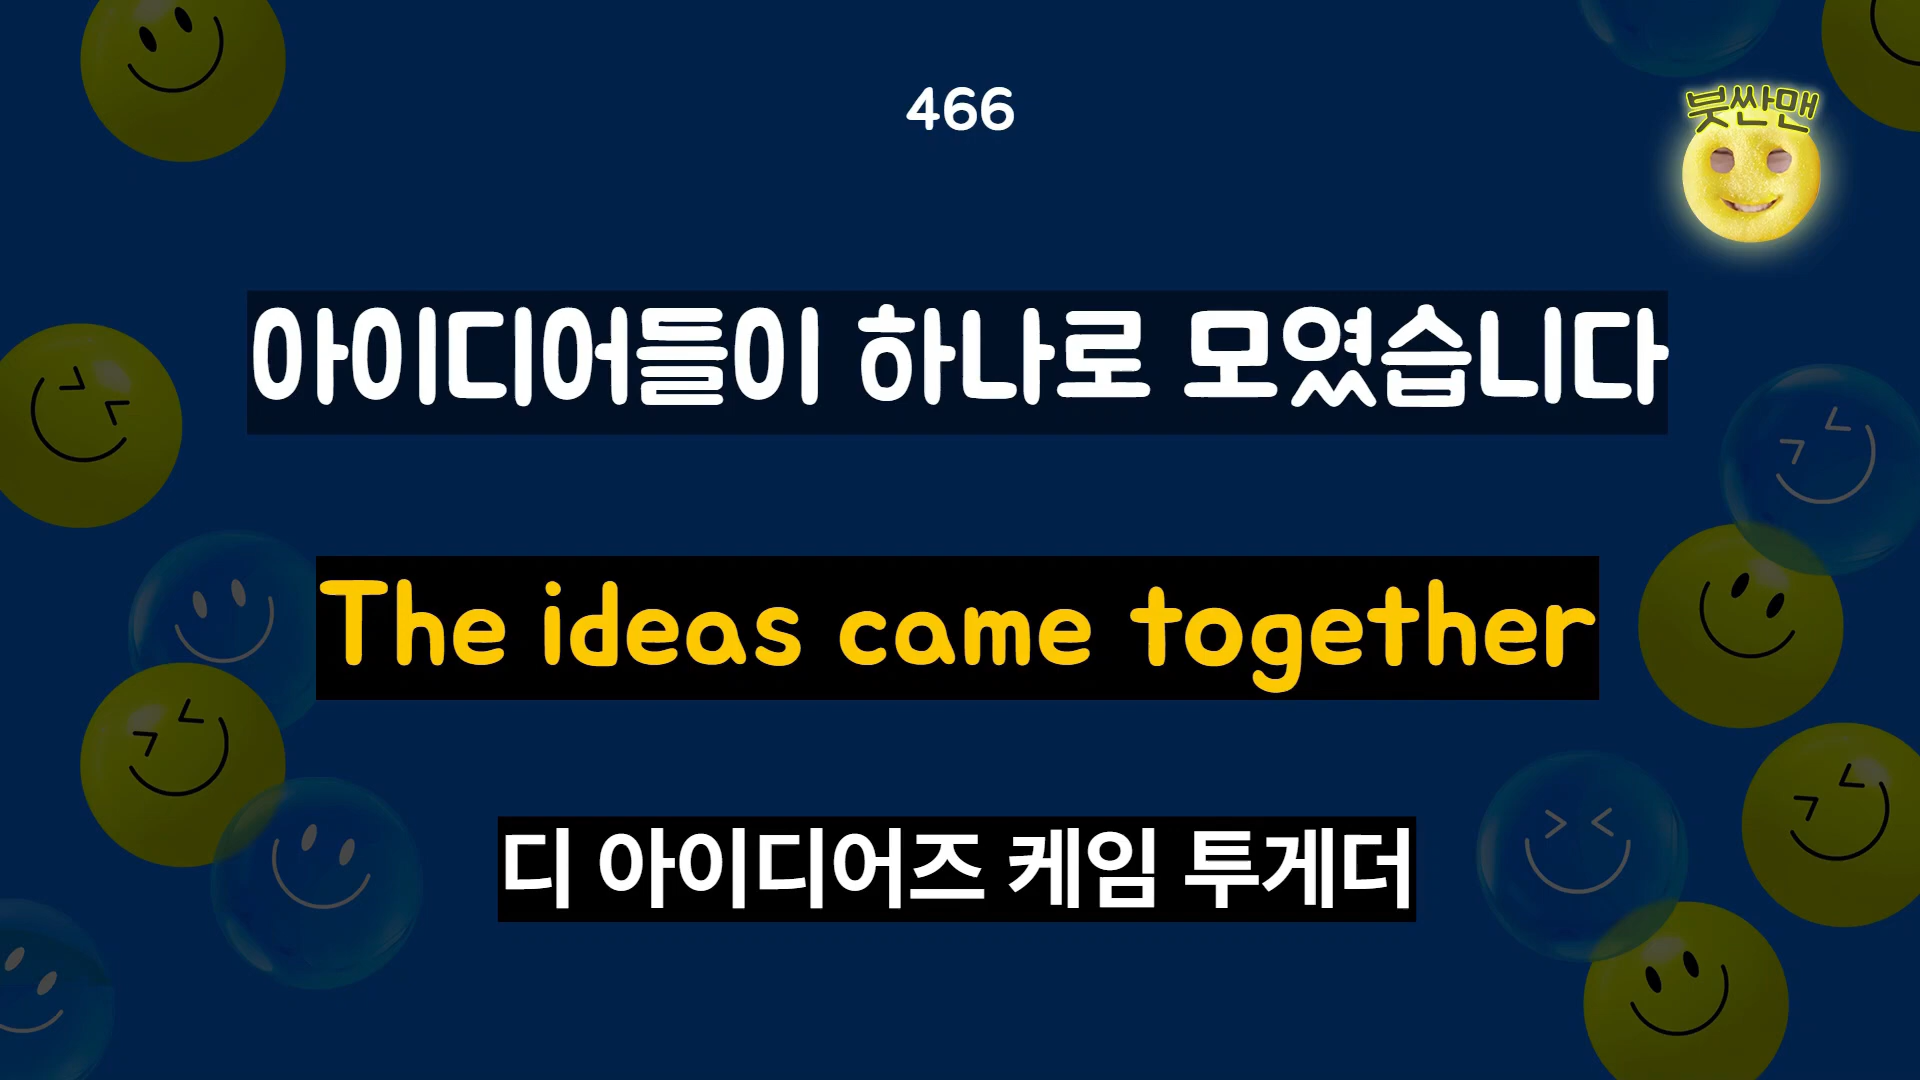 466
붓싼맨
아이디어들이 하나로 모였습니다
The ideas came together
디 아이디어즈 케임 투게더